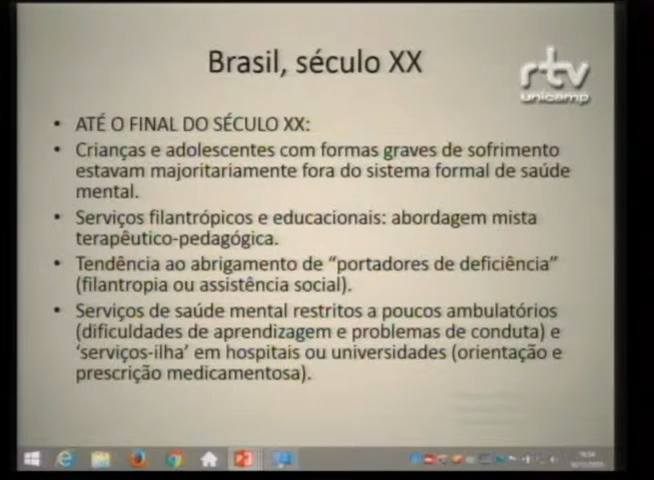 Brasil, século XX
rtv
unicamp
• ATÉ O FINAL DO SÉCULO XX:
• Crianças e adolescentes com formas graves de sofrimento
estavam majoritariamente fora do sistema formal de saúde
mental.
• Serviços filantrópicos e educacionais: abordagem mista
terapêutico-pedagógica.
• Tendência ao abrigamento de “portadores de deficiência”
(filantropia ou assistência social).
• Serviços de saúde mental restritos a poucos ambulatórios
(dificuldades de aprendizagem e problemas de conduta) e
‘serviços-ilha’ em hospitais ou universidades (orientação e
prescrição medicamentosa).